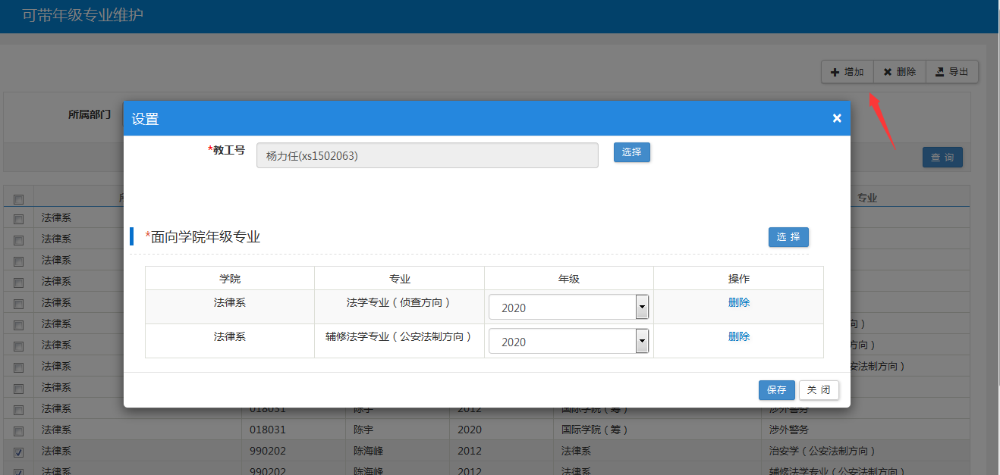 可带年级专业维护
增加 删除 导出
所属部门
设置
*教工号 杨力任(xs1502063) 选择
查 询
专业
法律系
*面向学院年级专业 选 择
法律系
法律系
法律系
学院 专业 年级 操作
法律系
法律系 法学专业（侦查方向） 2020 删除
法律系 向）
法律系 辅修法学专业（公安法制方向） 2020 删除
方向）
法律系 安法制方向）
法律系
保存 关 闭
法律系 018031 陈宇 2012 国际学院（筹） 涉外警务
法律系 018031 陈宇 2020 国际学院（筹） 涉外警务
法律系 990202 陈海峰 2012 法律系 治安学（公安法制方向）
法律系 990202 陈海峰 2012 法律系 辅修法学专业（公安法制方向）